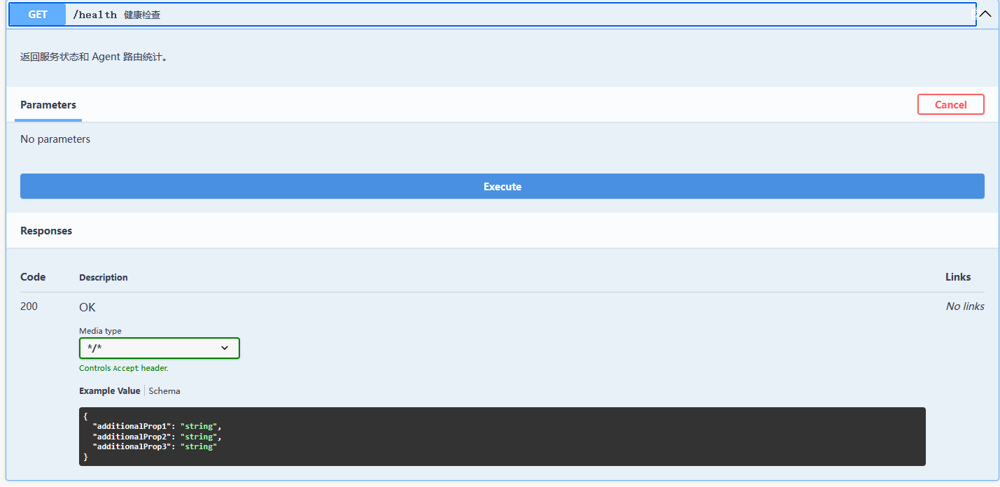 GET /health 健康检查
返回服务状态和 Agent 路由统计。
Parameters
Cancel
No parameters
Execute
Responses
Code Description Links
200 OK No links
Media type
*/*
Controls Accept header.
Example Value Schema
{
"additionalProp1": "string",
"additionalProp2": "string",
"additionalProp3": "string"
}